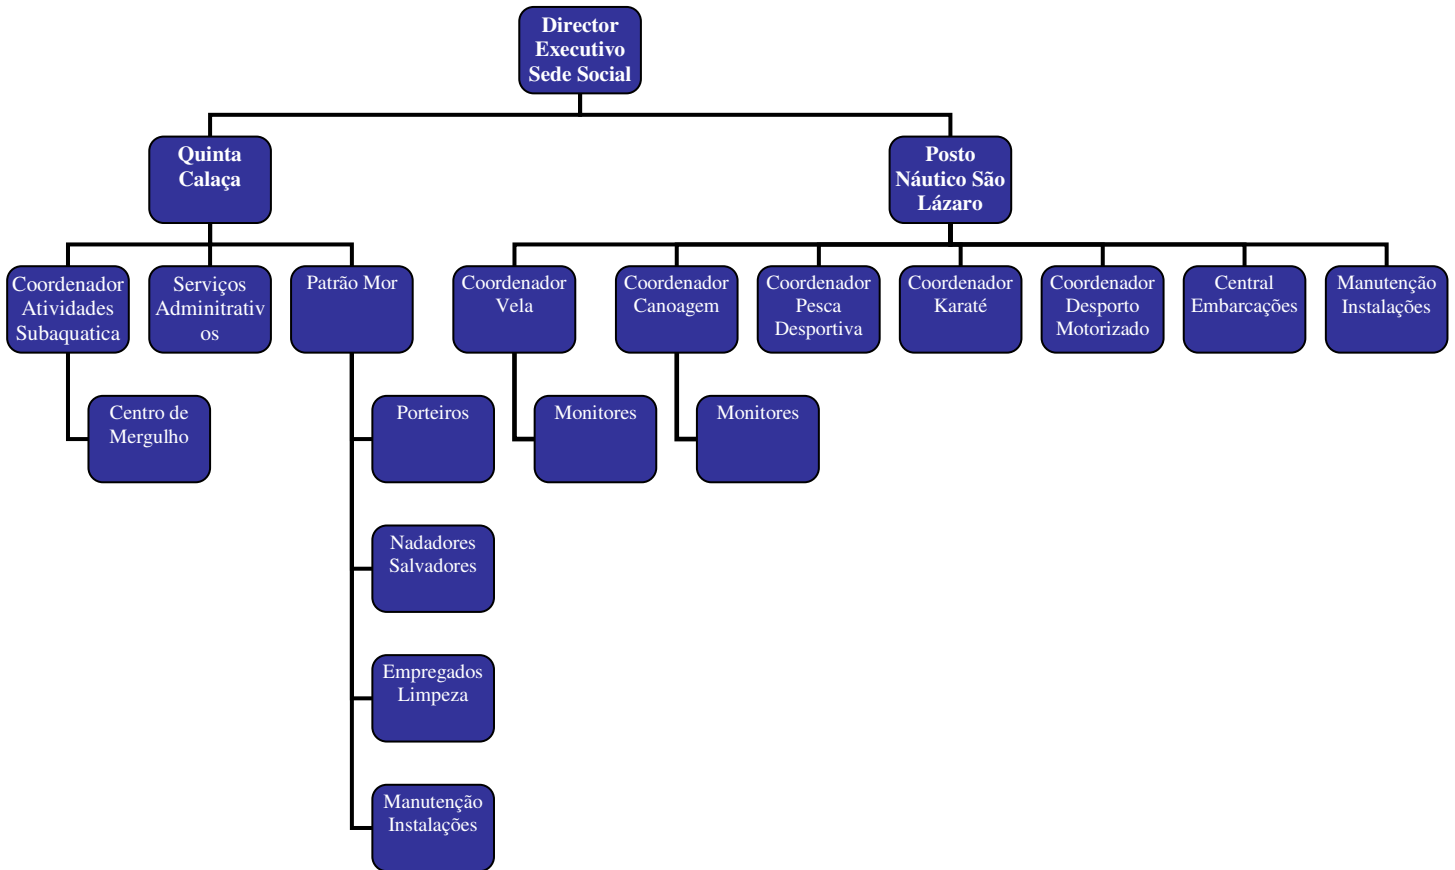 Director
Executivo
Sede Social
Quinta
Calaça
Posto
Náutico São
Lázaro
Coordenador
Atividades
Subaquatica
Serviços
Adminitrativ
os
Patrão Mor
Coordenador
Vela
Coordenador
Canoagem
Coordenador
Pesca
Desportiva
Coordenador
Karaté
Coordenador
Desporto
Motorizado
Central
Embarcações
Manutenção
Instalações
Centro de
Mergulho
Porteiros
Monitores
Monitores
Nadadores
Salvadores
Empregados
Limpeza
Manutenção
Instalações